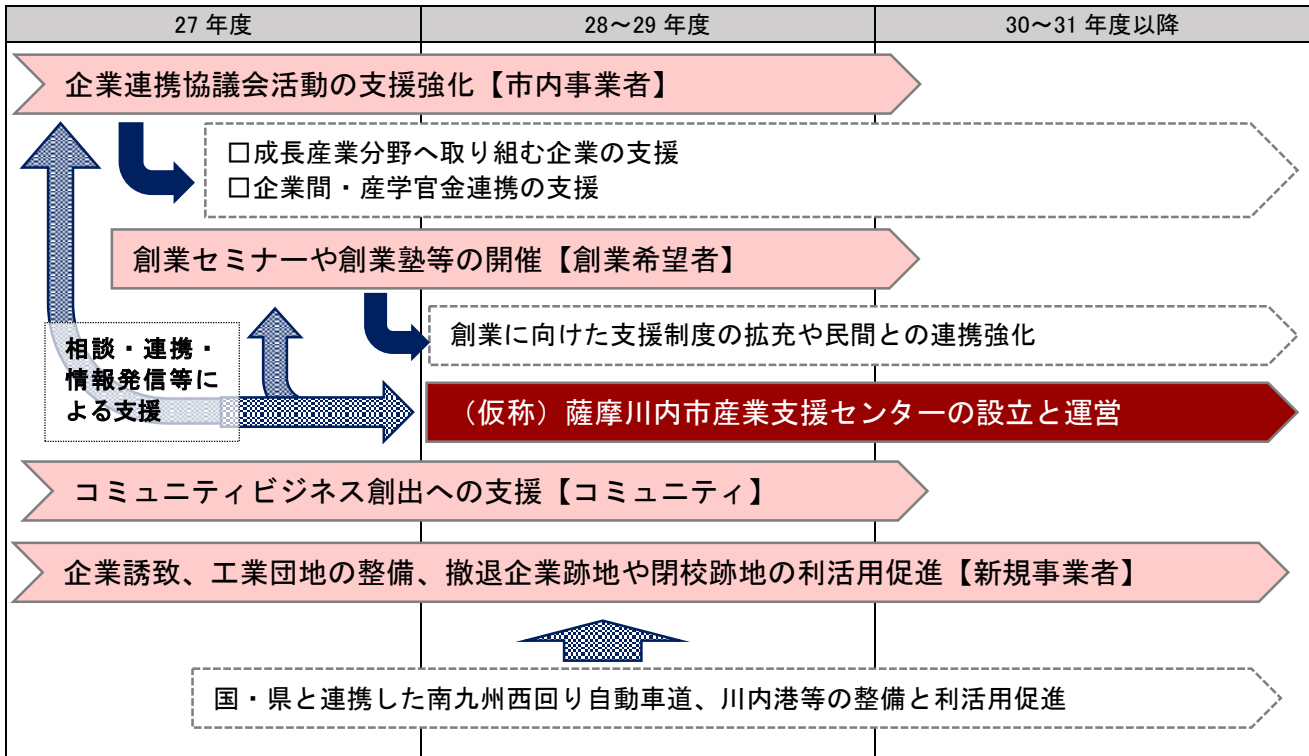 27 年度
28～29 年度
30～31 年度以降
企業連携協議会活動の支援強化【市内事業者】
□成長産業分野へ取り組む企業の支援
□企業間・産学官金連携の支援
創業セミナーや創業塾等の開催【創業希望者】
創業に向けた支援制度の拡充や民間との連携強化
相談・連携・
情報発信等に
よる支援
（仮称）薩摩川内市産業支援センターの設立と運営
コミュニティビジネス創出への支援【コミュニティ】
企業誘致、工業団地の整備、撤退企業跡地や閉校跡地の利活用促進【新規事業者】
国・県と連携した南九州西回り自動車道、川内港等の整備と利活用促進